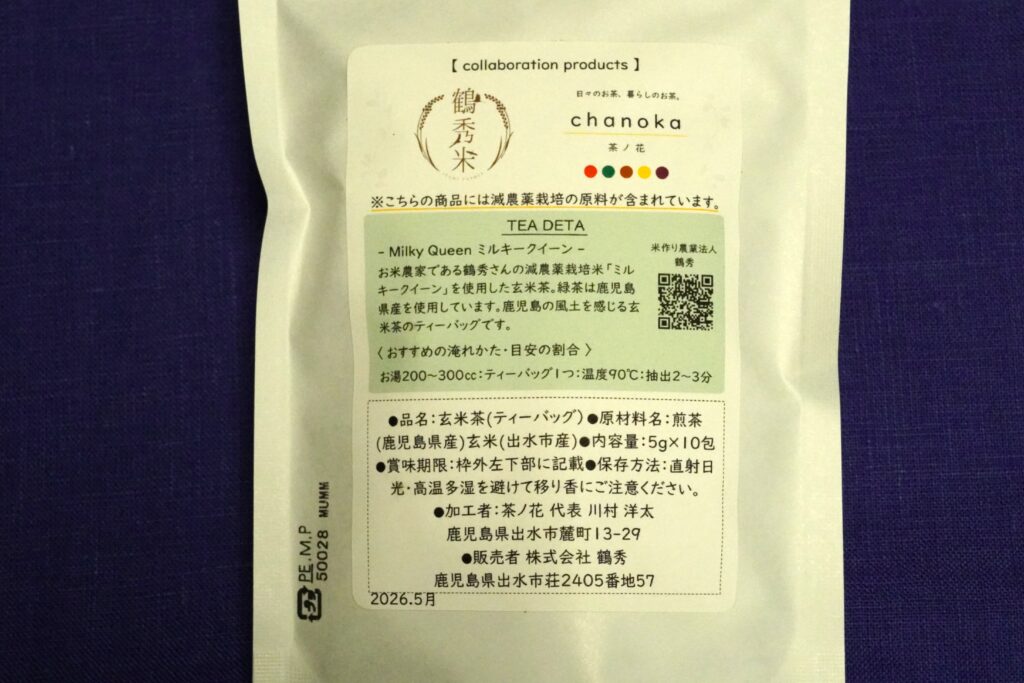 【 collaboration products 】
鶴秀米
日々のお茶、暮らしのお茶。
chanoka
茶ノ花
※こちらの商品には減農薬栽培の原料が含まれています。
TEA DETA
– Milky Queen ミルキークイーン –
お米農家である鶴秀さんの減農薬栽培米「ミル
キークイーン」を使用した玄米茶。緑茶は鹿児島
県産を使用しています。鹿児島の風土を感じる玄
米茶のティーバッグです。
米作り農業法人
鶴秀
〈 おすすめの淹れかた・目安の割合 〉
お湯200〜300cc:ティーバッグ1つ:温度90℃:抽出2〜3分
●品名:玄米茶(ティーバッグ)●原材料名:煎茶
(鹿児島県産)玄米(出水市産)●内容量:5g×10包
●賞味期限:枠外左下部に記載●保存方法:直射日
光・高温多湿を避けて移り香にご注意ください。
●加工者:茶ノ花 代表 川村 洋太
鹿児島県出水市麓町13-29
●販売者 株式会社 鶴秀
鹿児島県出水市荘2405番地57
2026.5月
PE.M.P
50028 MUMM